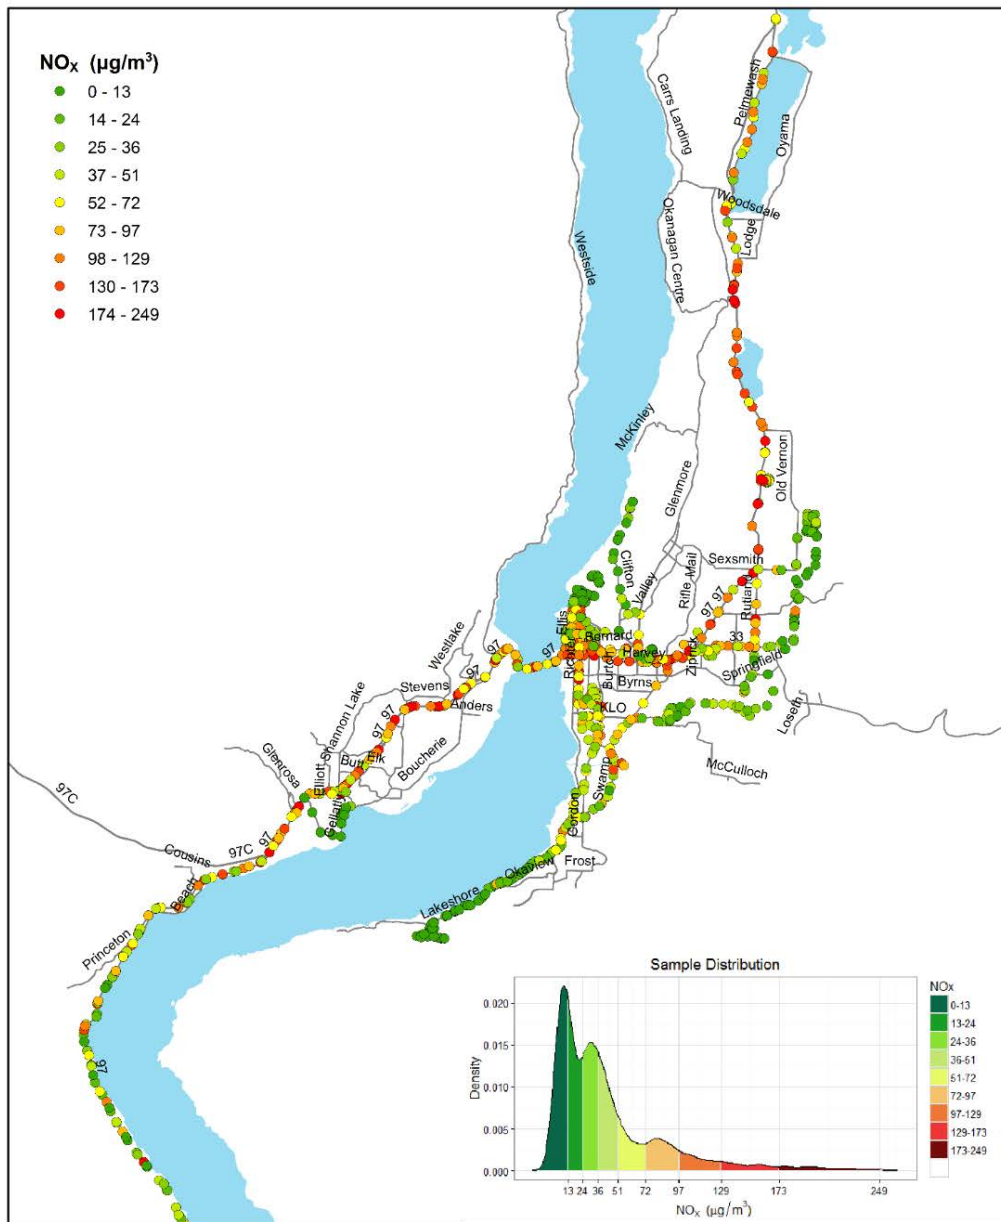 NOX (µg/m3)
0 - 13
14 - 24
25 - 36
37 - 51
52 - 72
73 - 97
98 - 129
130 - 173
174 - 249
Carrs Landing
Pelmewash
Oyama
Woodsdale
Lodge
Okanagan Centre
Westside
McKinley
Glenmore
Old Vernon
Clifton
Valley
Rifle
Mail
Sexsmith
Rutland
97
97
Ellis
Bernard
Richter
Burtch
Harvey
Ziprick
33
Springfield
Byrns
KLO
Loseth
McCulloch
Swamp
Gordon
Frost
Okaview
Lakeshore
97
Westlake
97
97
Stevens
Anders
Shannon Lake
97
97
Boucherie
Glenrosa
Elliott
Butt
Elk
Gellatly
97
97C
97C
Cousins
Beach
Princeton
97
Sample Distribution
Density
0.020
0.015
0.010
0.005
0.000
13 24 36 51 72 97 129 173 249
NOX (µg/m3)
NOx
0-13
13-24
24-36
36-51
51-72
72-97
97-129
129-173
173-249